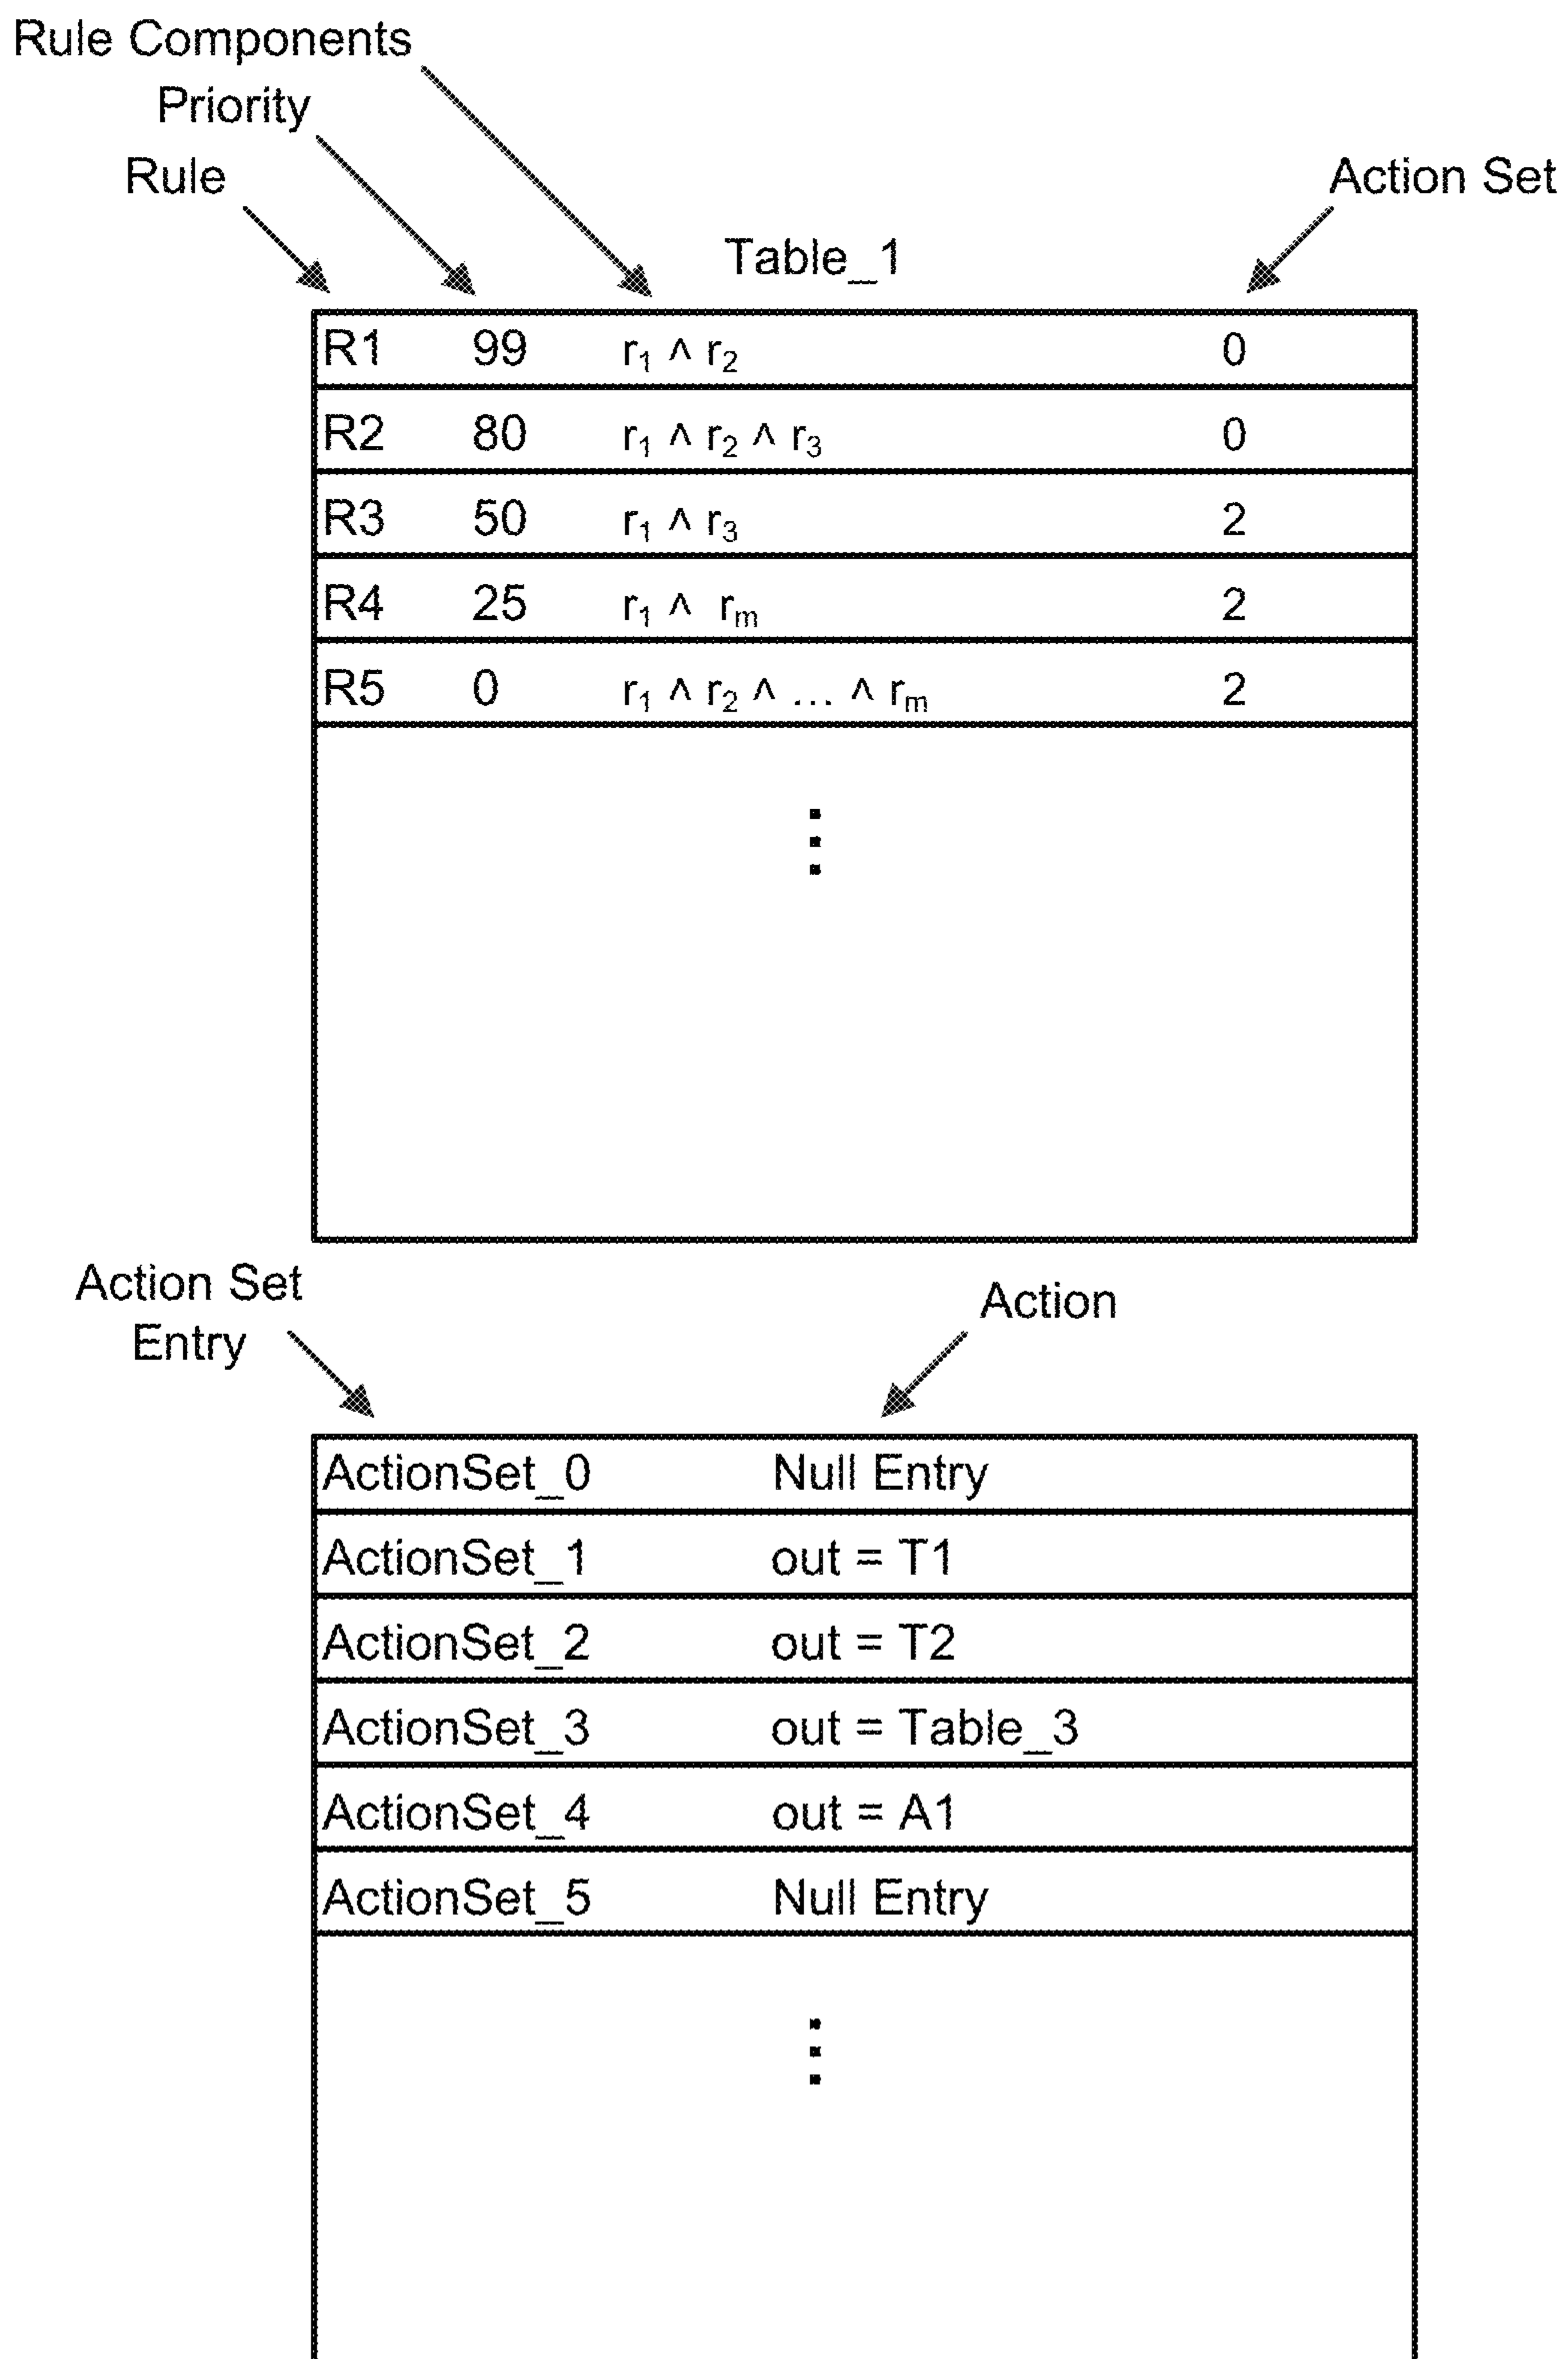 Rule Components
Priority
Rule
Action Set
Table_1
R1 99 r₁ ∧ r₂ 0
R2 80 r₁ ∧ r₂ ∧ r₃ 0
R3 50 r₁ ∧ r₃ 2
R4 25 r₁ ∧ rₘ 2
R5 0 r₁ ∧ r₂ ∧ … ∧ rₘ 2
Action Set
Entry
Action
ActionSet_0 Null Entry
ActionSet_1 out = T1
ActionSet_2 out = T2
ActionSet_3 out = Table_3
ActionSet_4 out = A1
ActionSet_5 Null Entry